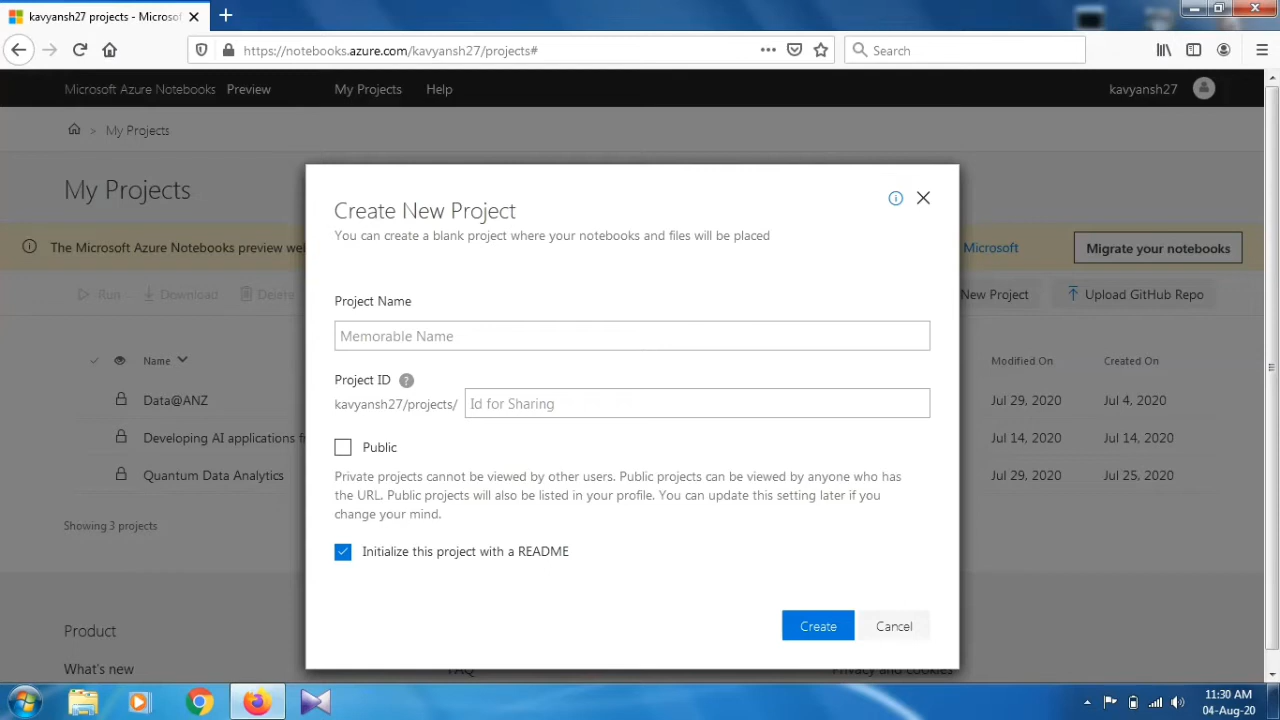 kavyansh27 projects - Microsof
https://notebooks.azure.com/kavyansh27/projects#
Search
Microsoft Azure Notebooks Preview My Projects Help kavyansh27
> My Projects
My Projects
The Microsoft Azure Notebooks preview Microsoft Migrate your notebooks
Run Download Delete New Project Upload GitHub Repo
Name Modified On Created On
Data@ANZ Jul 29, 2020 Jul 4, 2020
Developing AI applications Jul 14, 2020 Jul 14, 2020
Quantum Data Analytics Jul 29, 2020 Jul 25, 2020
Showing 3 projects
Create New Project
You can create a blank project where your notebooks and files will be placed
Project Name
Memorable Name
Project ID ?
kavyansh27/projects/ Id for Sharing
Public
Private projects cannot be viewed by other users. Public projects can be viewed by anyone who has
the URL. Public projects will also be listed in your profile. You can update this setting later if you
change your mind.
Initialize this project with a README
Create Cancel
Product
What's new FAQ Privacy and cookies
11:30 AM
04-Aug-20